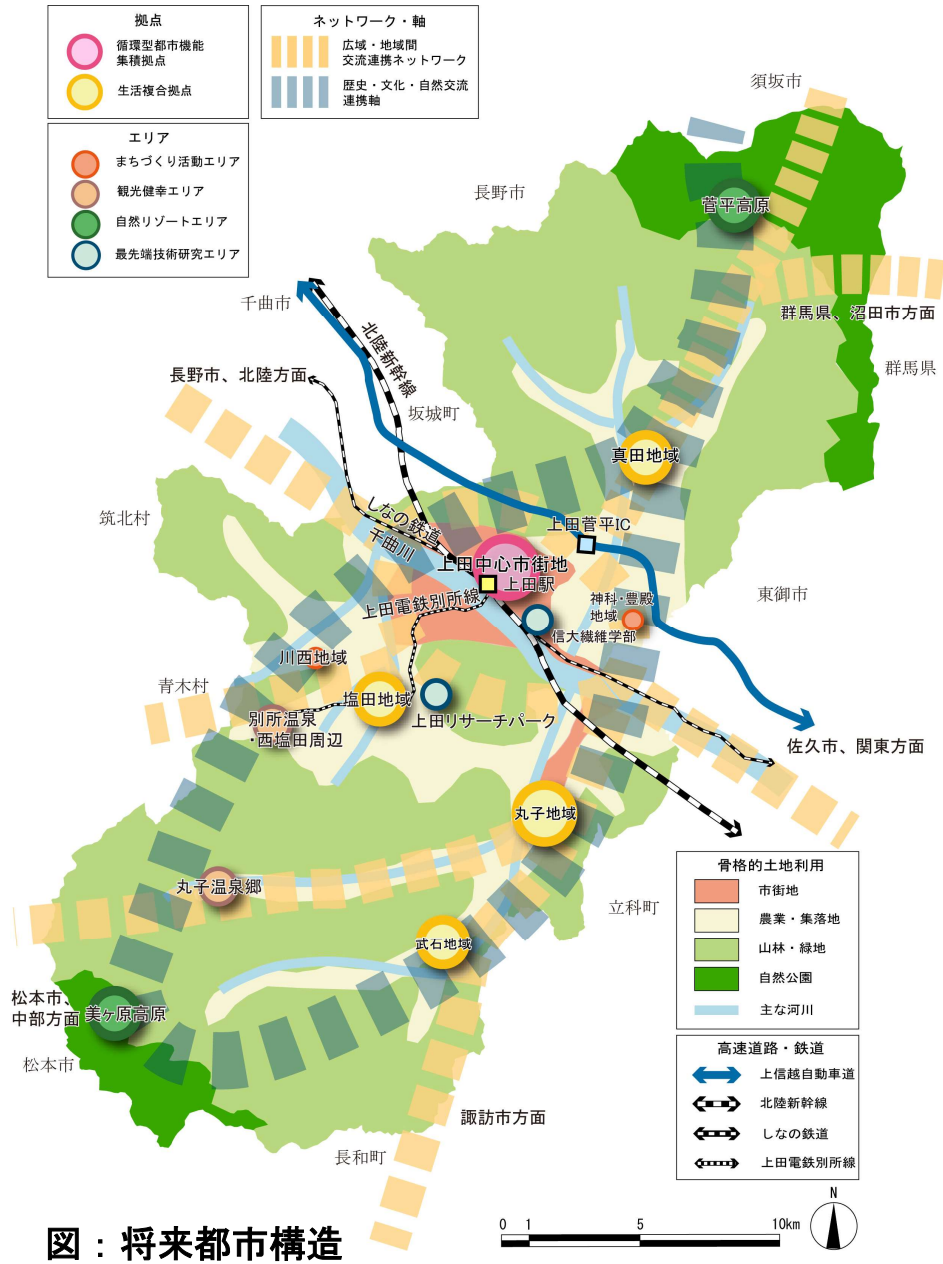 拠点
循環型都市機能
集積拠点
生活複合拠点
ネットワーク・軸
広域・地域間
交流連携ネットワーク
歴史・文化・自然交流
連携軸
エリア
まちづくり活動エリア
観光健幸エリア
自然リゾートエリア
最先端技術研究エリア
須坂市
長野市
菅平高原
千曲市
群馬県、沼田市方面
北陸新幹線
群馬県
長野市、北陸方面
坂城町
真田地域
筑北村
しなの鉄道
千曲川
上田菅平IC
上田中心市街地
上田駅
上田電鉄別所線
神科・豊殿
地域
東御市
信大繊維学部
川西地域
青木村
塩田地域
上田リサーチパーク
別所温泉
・西塩田周辺
佐久市、関東方面
丸子地域
丸子温泉郷
立科町
武石地域
松本市、
中部方面
美ヶ原高原
松本市
諏訪市方面
長和町
骨格的土地利用
市街地
農業・集落地
山林・緑地
自然公園
主な河川
高速道路・鉄道
上信越自動車道
北陸新幹線
しなの鉄道
上田電鉄別所線
N
0 1 5 10km
図：将来都市構造